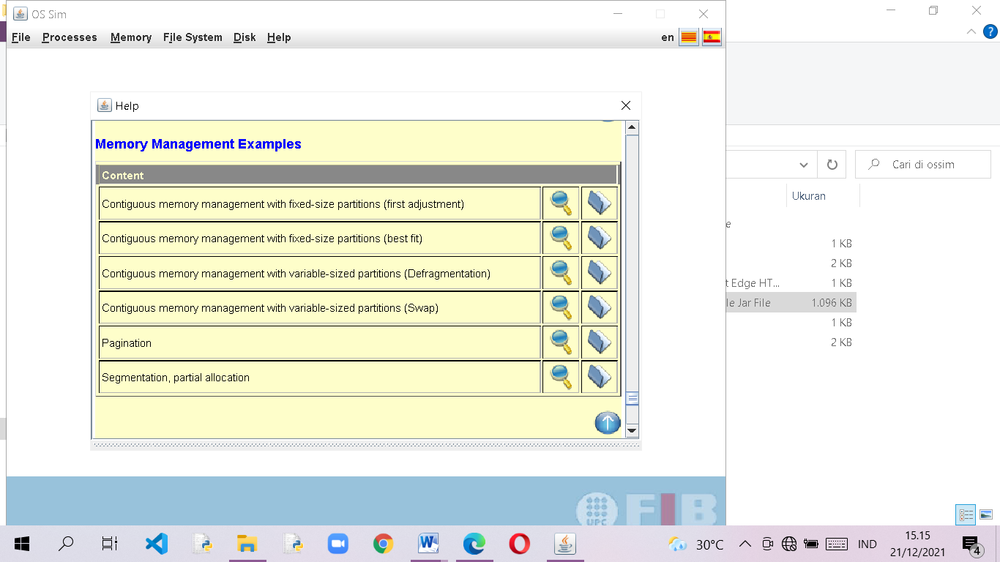 OS Sim
File Processes Memory File System Disk Help en
Help
Memory Management Examples
Content
Contiguous memory management with fixed-size partitions (first adjustment)
Contiguous memory management with fixed-size partitions (best fit)
Contiguous memory management with variable-sized partitions (Defragmentation)
Contiguous memory management with variable-sized partitions (Swap)
Pagination
Segmentation, partial allocation
UPC
FIB
Cari di ossim
Ukuran
e
1 KB
2 KB
t Edge HT... 1 KB
le Jar File 1.096 KB
1 KB
2 KB
30°C IND 15.15
21/12/2021
4